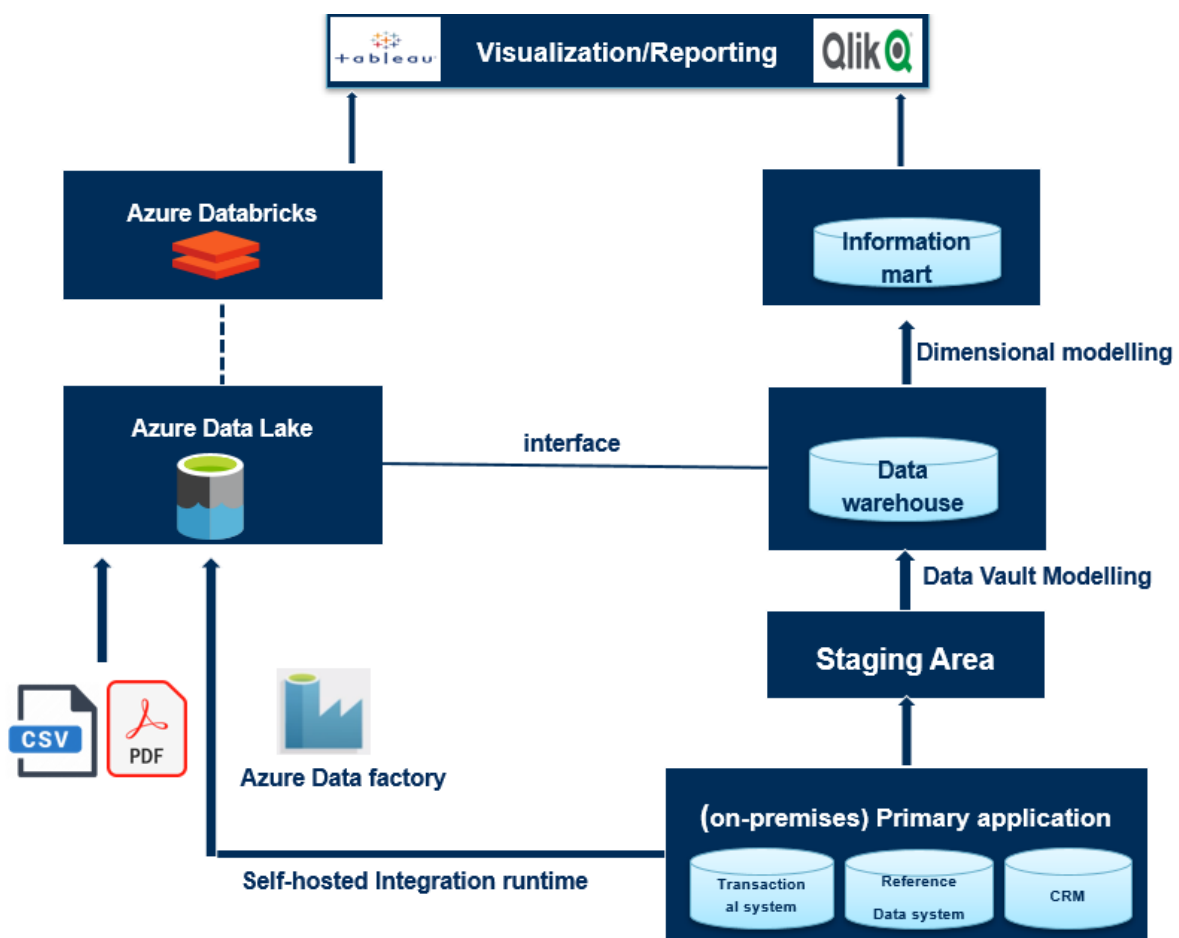 + a b l e a u
Visualization/Reporting
Qlik Q
Azure Databricks
Information
mart
Dimensional modelling
Azure Data Lake
interface
Data
warehouse
Data Vault Modelling
Staging Area
CSV
PDF
Azure Data factory
(on-premises) Primary application
Self-hosted Integration runtime
Transaction
al system
Reference
Data system
CRM